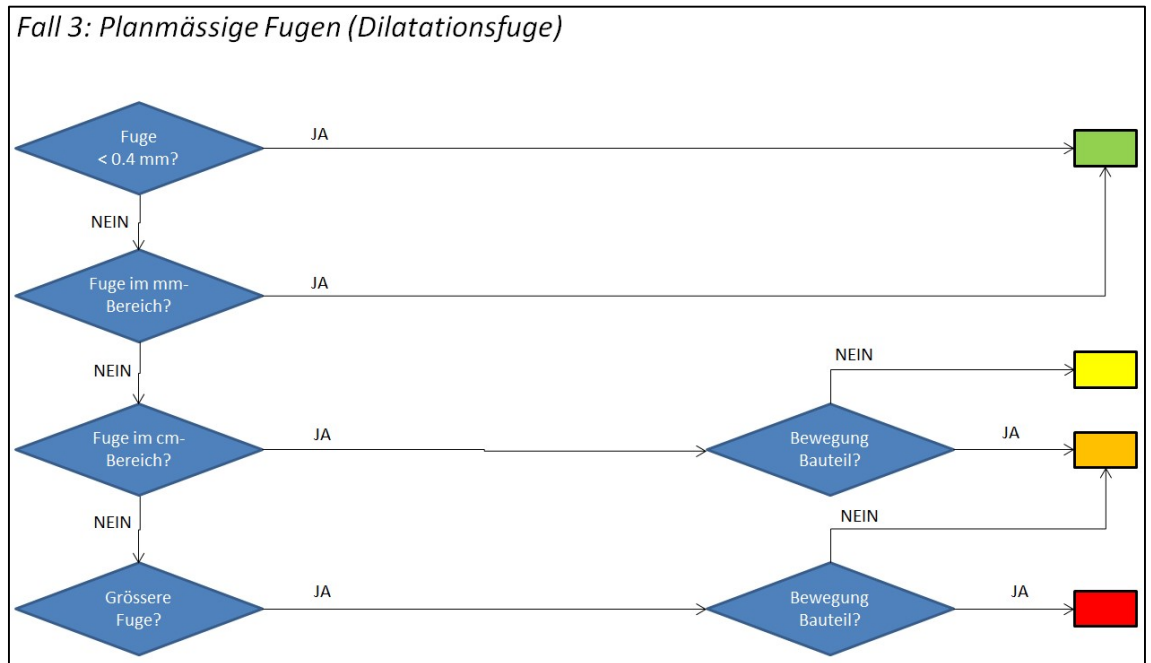 Fall 3: Planmässige Fugen (Dilatationsfuge)
Fuge
< 0.4 mm?
JA
NEIN
Fuge im mm-
Bereich?
JA
NEIN
Fuge im cm-
Bereich?
JA
Bewegung
Bauteil?
NEIN
JA
NEIN
Grössere
Fuge?
JA
Bewegung
Bauteil?
NEIN
JA